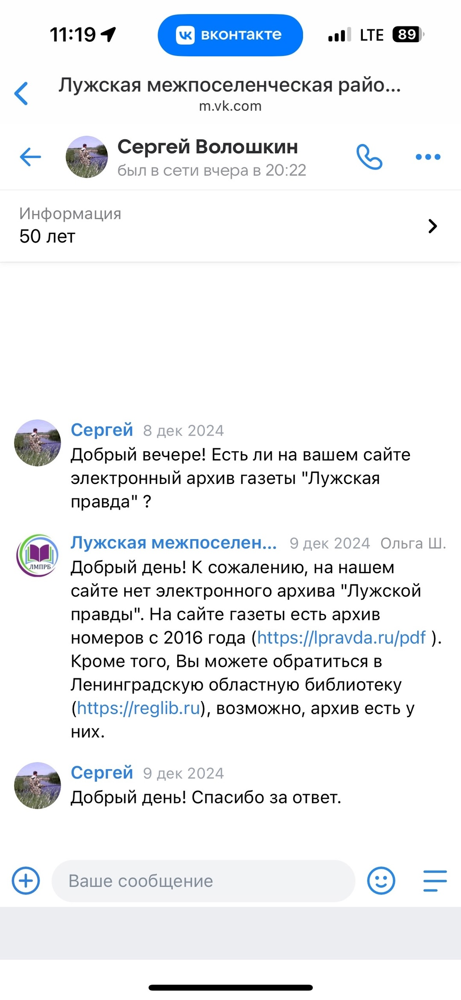 11:19
вконтакте
LTE
89
Лужская межпоселенческая райо...
m.vk.com
Сергей Волошкин
был в сети вчера в 20:22
Информация
50 лет
Сергей 8 дек 2024
Добрый вечере! Есть ли на вашем сайте
электронный архив газеты "Лужская
правда" ?
Лужская межпоселен... 9 дек 2024 Ольга Ш.
ЛМПРБ
Добрый день! К сожалению, на нашем
сайте нет электронного архива "Лужской
правды". На сайте газеты есть архив
номеров с 2016 года (https://lpravda.ru/pdf ).
Кроме того, Вы можете обратиться в
Ленинградскую областную библиотеку
(https://reglib.ru), возможно, архив есть у
них.
Сергей 9 дек 2024
Добрый день! Спасибо за ответ.
Ваше сообщение